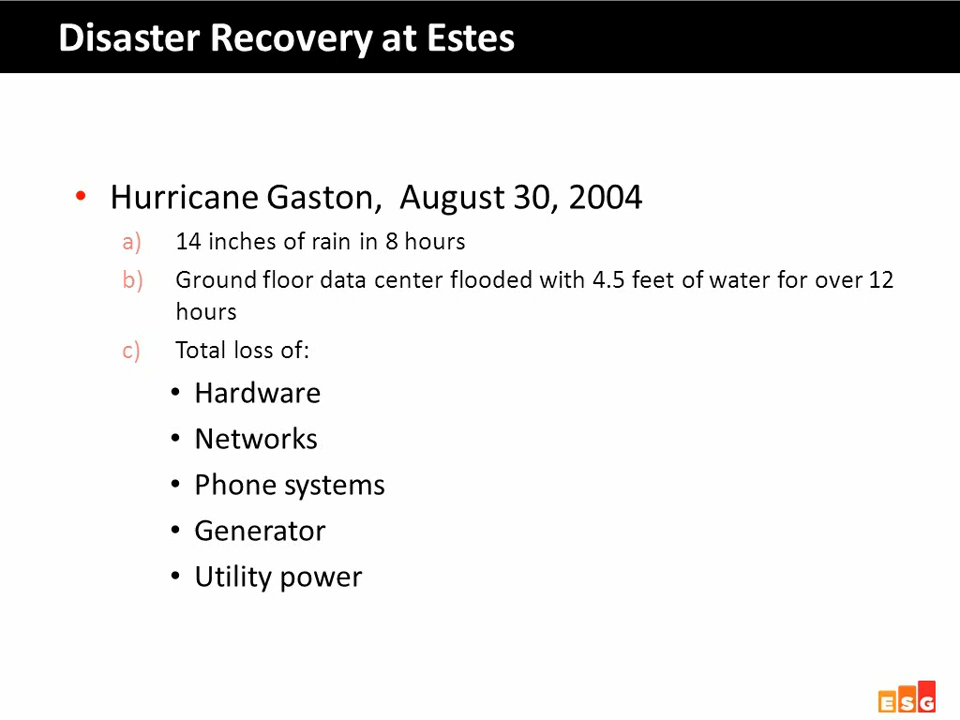 Disaster Recovery at Estes
• Hurricane Gaston,  August 30, 2004
a) 14 inches of rain in 8 hours
b) Ground floor data center flooded with 4.5 feet of water for over 12
hours
c) Total loss of:
• Hardware
• Networks
• Phone systems
• Generator
• Utility power
ESG